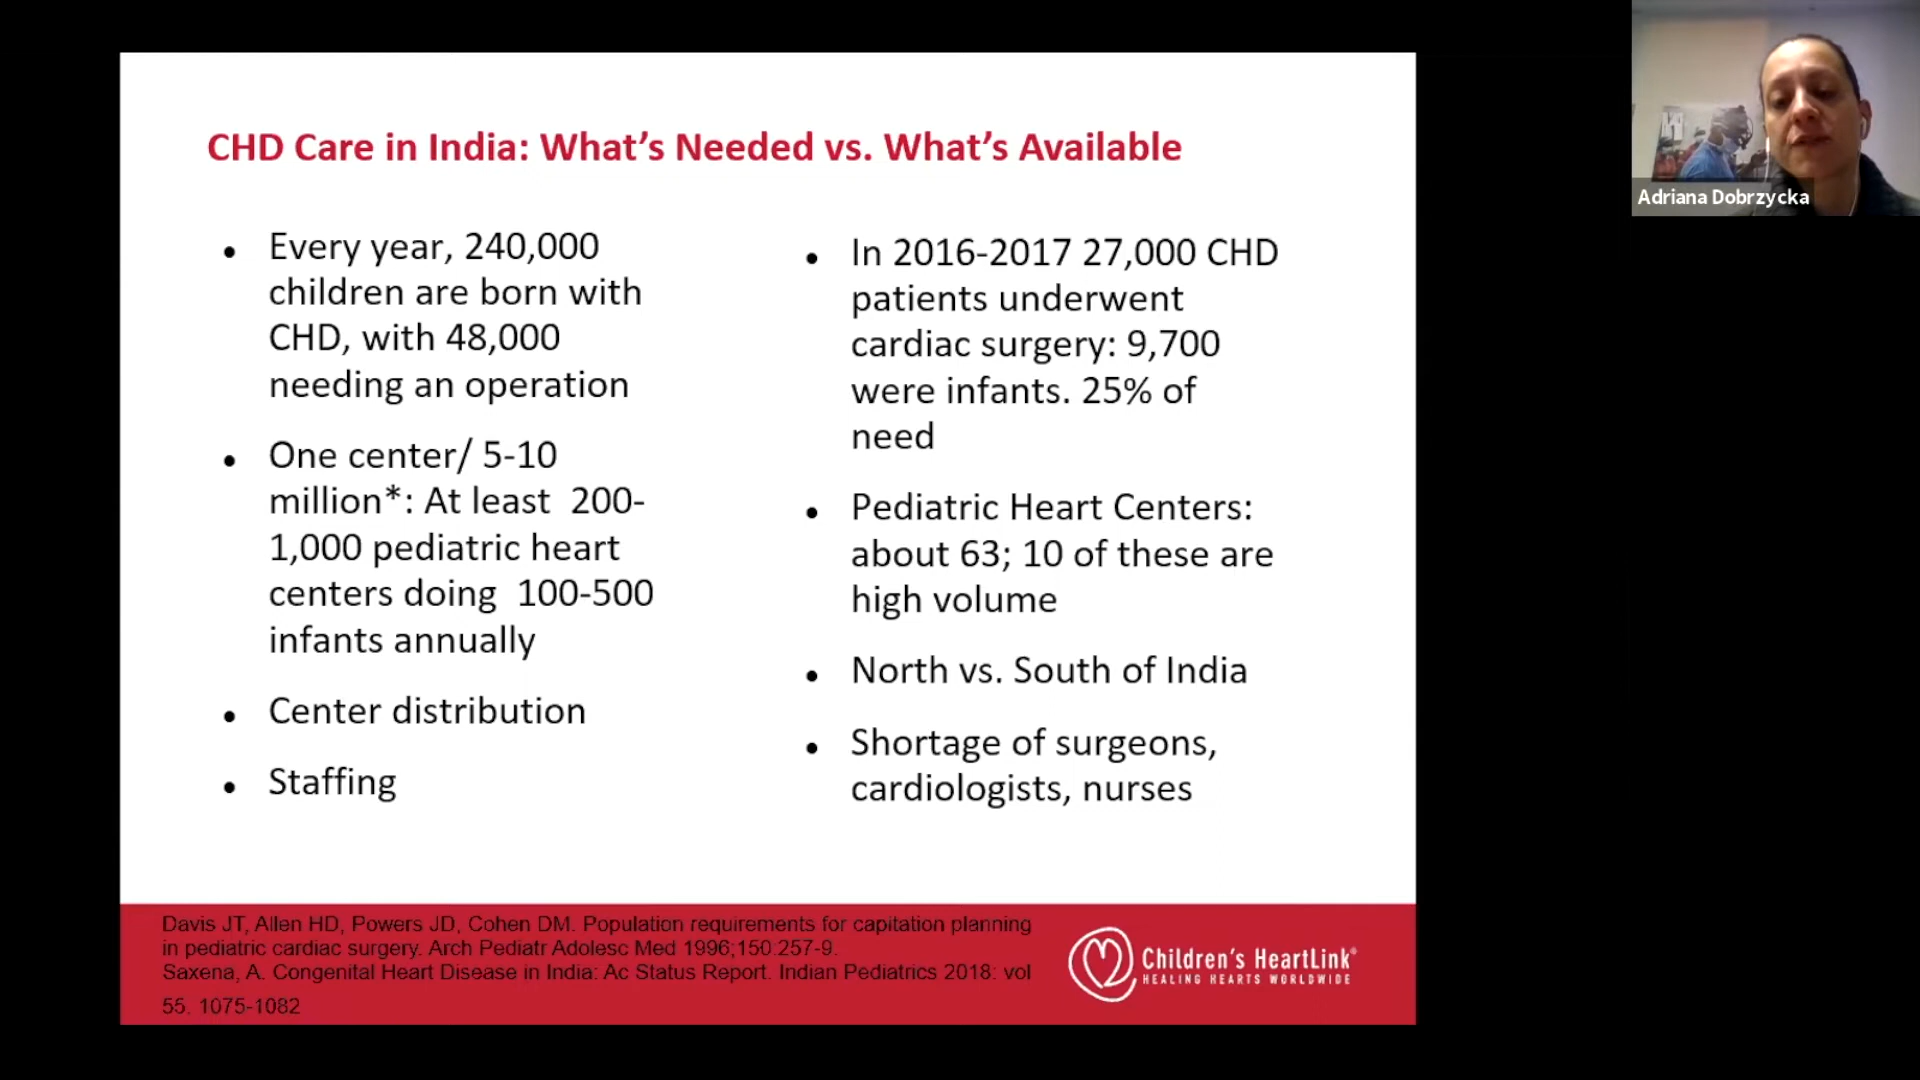 CHD Care in India: What’s Needed vs. What’s Available
• Every year, 240,000
children are born with
CHD, with 48,000
needing an operation
• One center/ 5-10
million*: At least 200-
1,000 pediatric heart
centers doing 100-500
infants annually
• Center distribution
• Staffing
• In 2016-2017 27,000 CHD
patients underwent
cardiac surgery: 9,700
were infants. 25% of
need
• Pediatric Heart Centers:
about 63; 10 of these are
high volume
• North vs. South of India
• Shortage of surgeons,
cardiologists, nurses
Davis JT, Allen HD, Powers JD, Cohen DM. Population requirements for capitation planning
in pediatric cardiac surgery. Arch Pediatr Adolesc Med 1996;150:257-9.
Saxena, A. Congenital Heart Disease in India: Ac Status Report. Indian Pediatrics 2018: vol
55. 1075-1082
Children’s HeartLink®
HEALING HEARTS WORLDWIDE
Adriana Dobrzycka